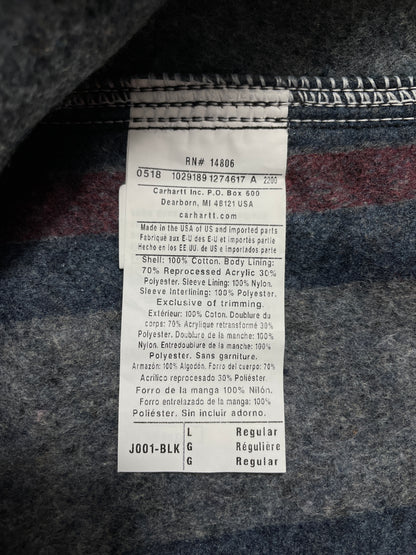 RN# 14806
0518 10291891274617 A 2200
Carhartt Inc. P.O. Box 600
Dearborn, MI 48121 USA
carhartt.com
Made in the USA of US and imported parts
Fabriqué aux E-U des E-U et importés partie
Hecho en los EE.UU. de US e importados parte
Shell: 100% Cotton. Body Lining:
70% Reprocessed Acrylic 30%
Polyester. Sleeve Lining: 100% Nylon.
Sleeve Interlining: 100% Polyester.
Exclusive of trimming.
Extérieur: 100% Coton. Doublure du
corps: 70% Acrylique retransformé 30%
Polyester. Doublure de la manche: 100%
Nylon. Entredoublure de la manche: 100%
Polyester. Sans garniture.
Armazón: 100% Algodón. Forro del cuerpo: 70%
Acrílico reprocesado 30% Poliéster.
Forro de la manga 100% Nilón.
Forro entrelazado de la manga: 100%
Poliéster. Sin incluir adorno.
J001-BLK
L Regular
G Régulière
G Regular